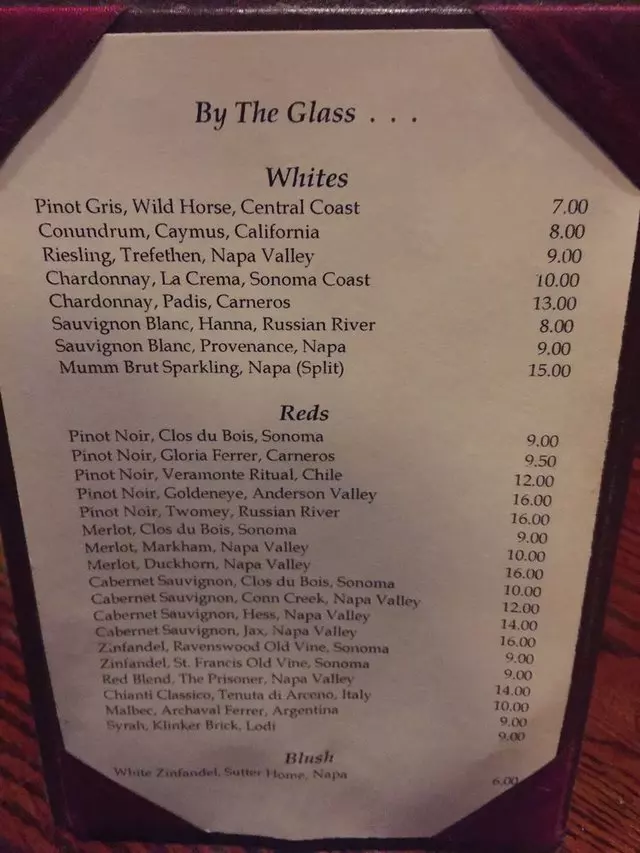 By The Glass . . .
Whites
Pinot Gris, Wild Horse, Central Coast 7.00
Conundrum, Caymus, California 8.00
Riesling, Trefethen, Napa Valley 9.00
Chardonnay, La Crema, Sonoma Coast 10.00
Chardonnay, Padis, Carneros 13.00
Sauvignon Blanc, Hanna, Russian River 8.00
Sauvignon Blanc, Provenance, Napa 9.00
Mumm Brut Sparkling, Napa (Split) 15.00
Reds
Pinot Noir, Clos du Bois, Sonoma 9.00
Pinot Noir, Gloria Ferrer, Carneros 9.50
Pinot Noir, Veramonte Ritual, Chile 12.00
Pinot Noir, Goldeneye, Anderson Valley 16.00
Pinot Noir, Twomey, Russian River 16.00
Merlot, Clos du Bois, Sonoma 9.00
Merlot, Markham, Napa Valley 10.00
Merlot, Duckhorn, Napa Valley 16.00
Cabernet Sauvignon, Clos du Bois, Sonoma 10.00
Cabernet Sauvignon, Conn Creek, Napa Valley 12.00
Cabernet Sauvignon, Hess, Napa Valley 14.00
Cabernet Sauvignon, Jax, Napa Valley 16.00
Zinfandel, Ravenswood Old Vine, Sonoma 9.00
Zinfandel, St. Francis Old Vine, Sonoma 9.00
Red Blend, The Prisoner, Napa Valley 14.00
Chianti Classico, Tenuta di Arceno, Italy 10.00
Malbec, Archaval Ferrer, Argentina 9.00
Syrah, Klinker Brick, Lodi 9.00
Blush
White Zinfandel, Sutter Home, Napa 6.00